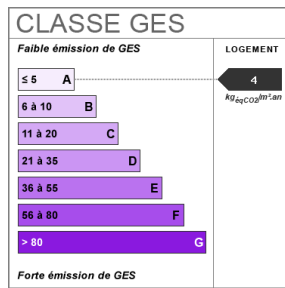 CLASSE GES
Faible émission de GES
LOGEMENT
≤ 5 A
4
kgéqCO2/m².an
6 à 10 B
11 à 20 C
21 à 35 D
36 à 55 E
56 à 80 F
> 80 G
Forte émission de GES